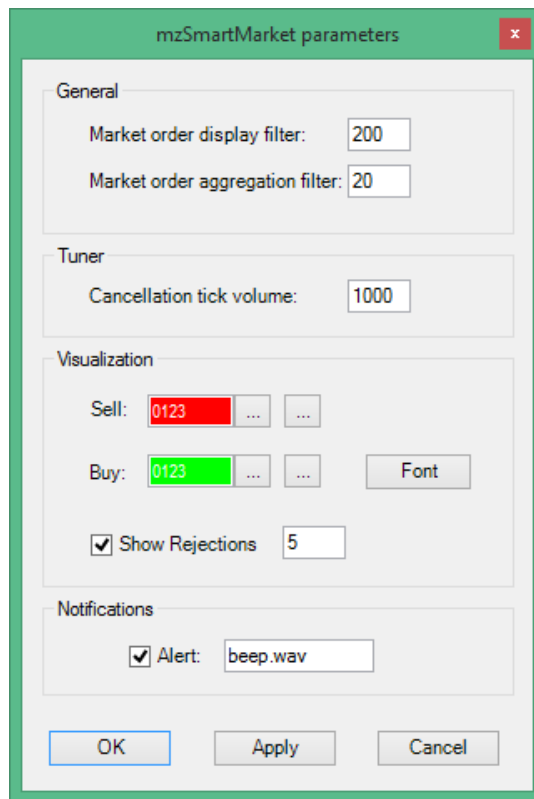 mzSmartMarket parameters
x
General
Market order display filter: 200
Market order aggregation filter: 20
Tuner
Cancellation tick volume: 1000
Visualization
Sell: 0123 ... ...
Buy: 0123 ... ... Font
Show Rejections 5
Notifications
Alert: beep.wav
OK Apply Cancel